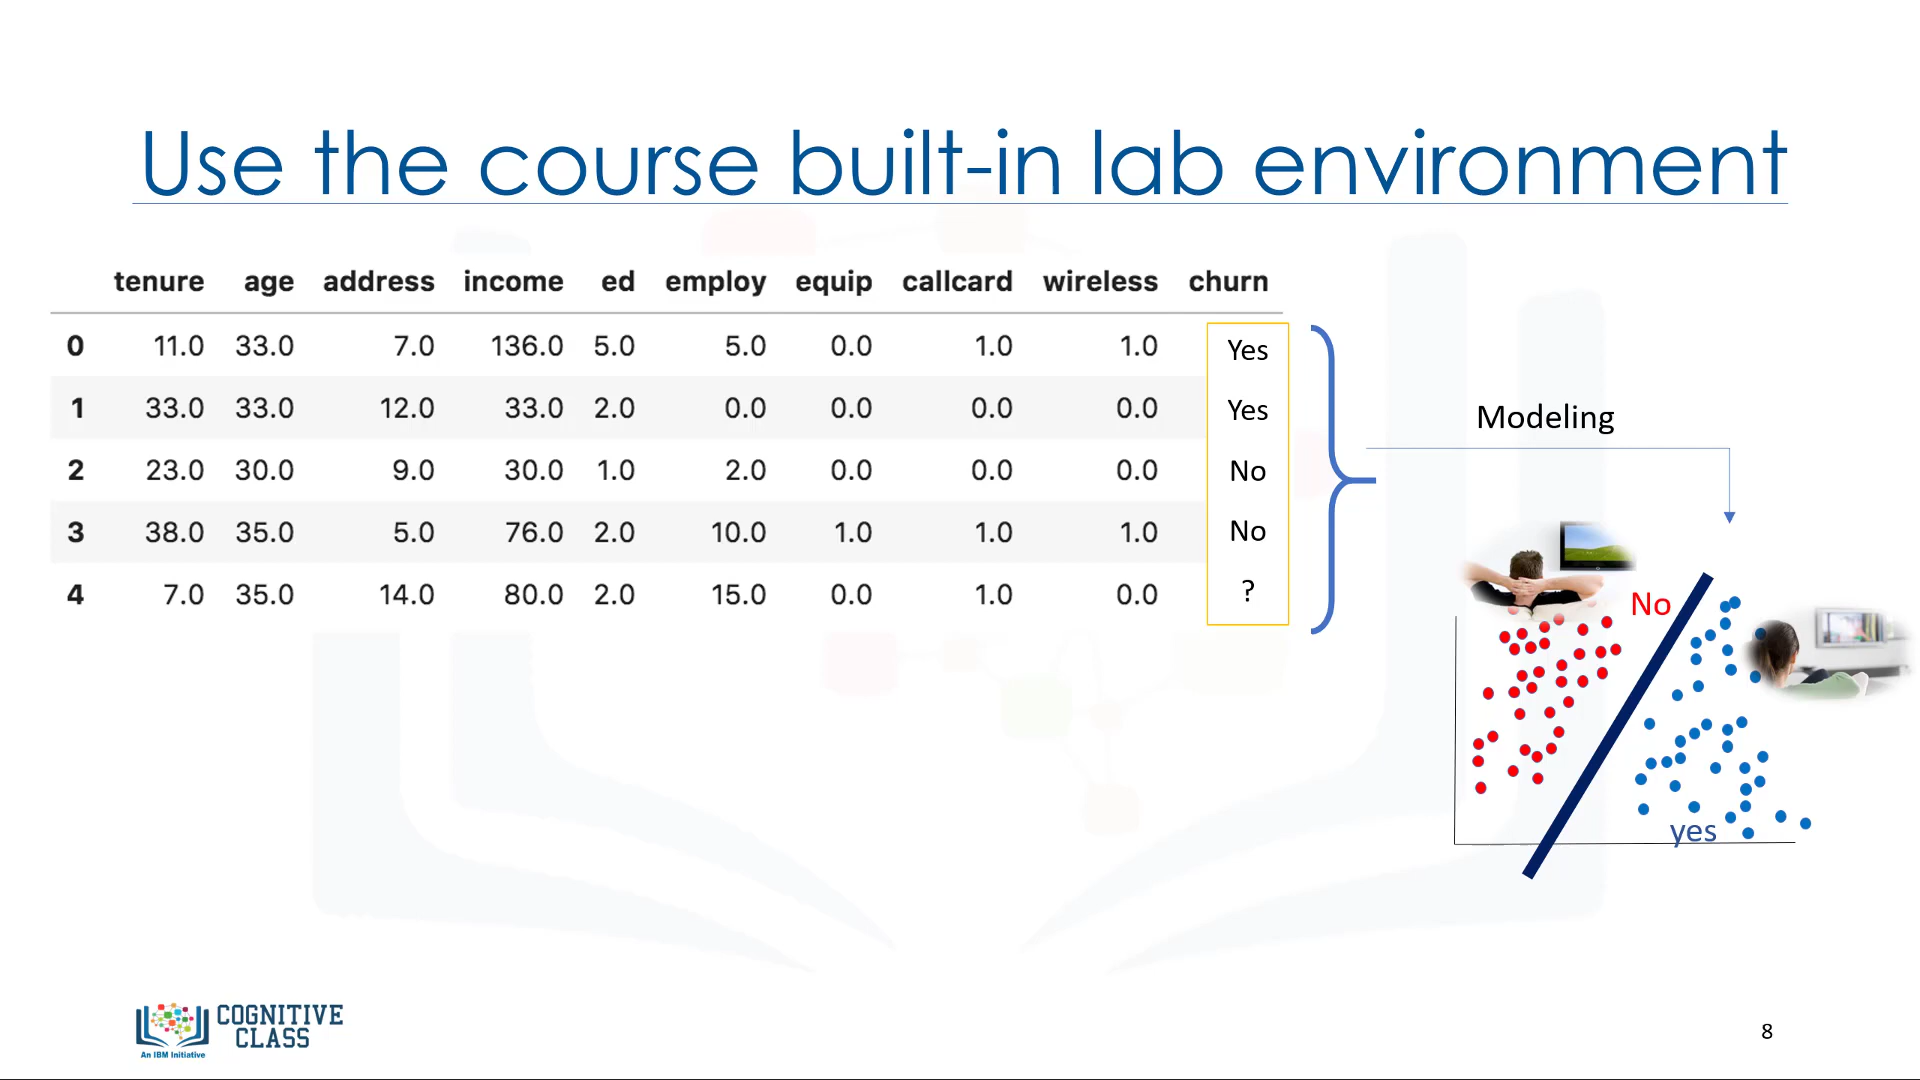 Use the course built-in lab environment
tenure age address income ed employ equip callcard wireless churn
0 11.0 33.0 7.0 136.0 5.0 5.0 0.0 1.0 1.0 Yes
1 33.0 33.0 12.0 33.0 2.0 0.0 0.0 0.0 0.0 Yes
2 23.0 30.0 9.0 30.0 1.0 2.0 0.0 0.0 0.0 No
3 38.0 35.0 5.0 76.0 2.0 10.0 1.0 1.0 1.0 No
4 7.0 35.0 14.0 80.0 2.0 15.0 0.0 1.0 0.0 ?
Modeling
No
yes
COGNITIVE
CLASS
An IBM Initiative
8